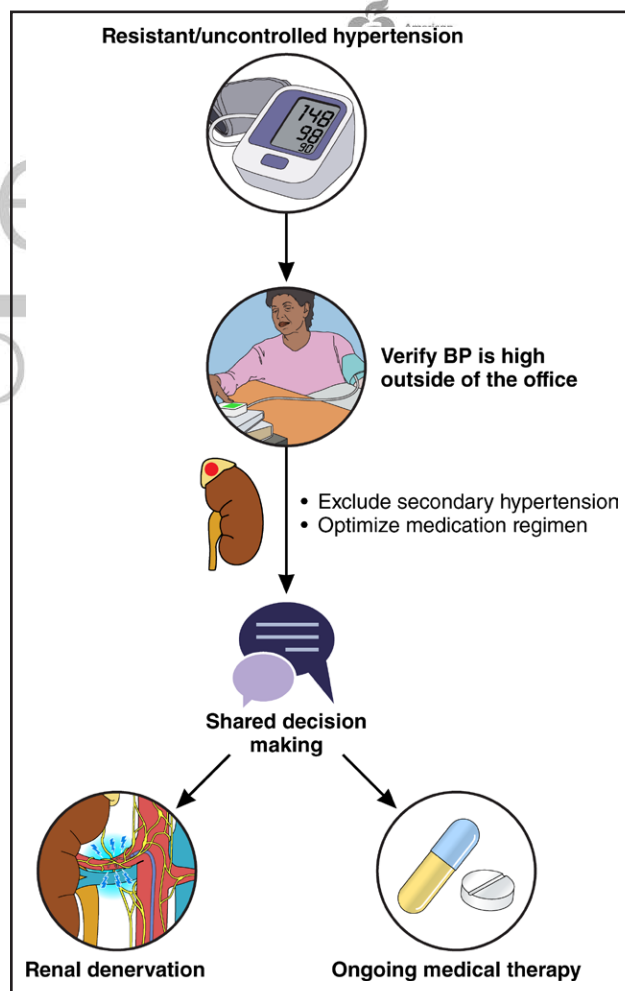 American
Resistant/uncontrolled hypertension
148
98
90
Verify BP is high
outside of the office
• Exclude secondary hypertension
• Optimize medication regimen
Shared decision
making
Renal denervation
Ongoing medical therapy